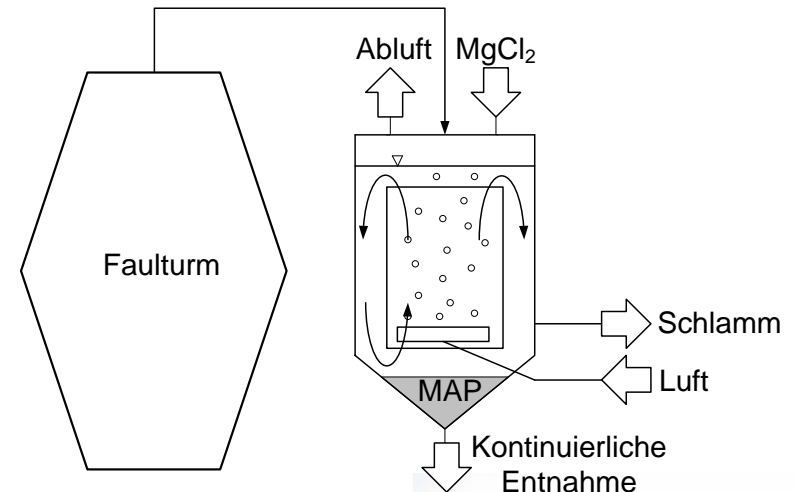 Abluft
MgCl₂
Faulturm
Schlamm
Luft
MAP
Kontinuierliche
Entnahme